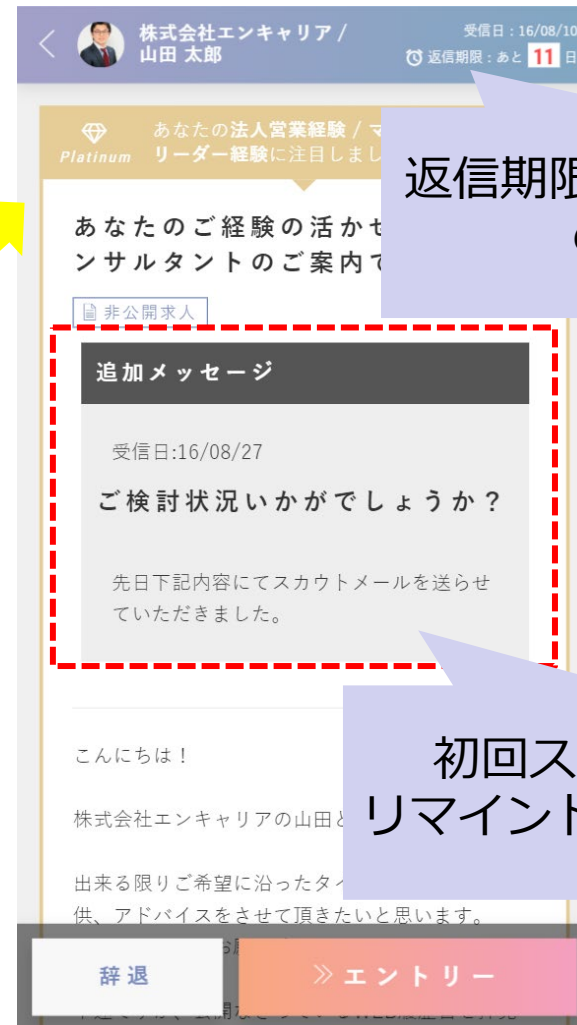 株式会社エンキャリア /
山田 太郎
受信日：16/08/10
返信期限：あと 11 日
Platinum
あなたの法人営業経験 / マ
リーダー経験に注目しまし
返信期限
あなたのご経験の活かせ
ンサルタントのご案内で
非公開求人
追加メッセージ
受信日:16/08/27
ご検討状況いかがでしょうか？
先日下記内容にてスカウトメールを送らせ
ていただきました。
初回ス
リマインド
こんにちは！
株式会社エンキャリアの山田と
出来る限りご希望に沿ったタイ
供、アドバイスをさせて頂きたいと思います。
辞退
エントリー